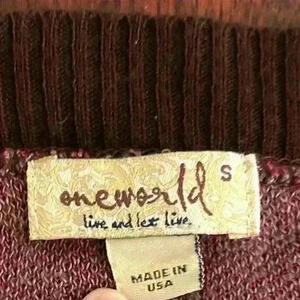 oneworld
S
live and let live.
MADE IN
USA